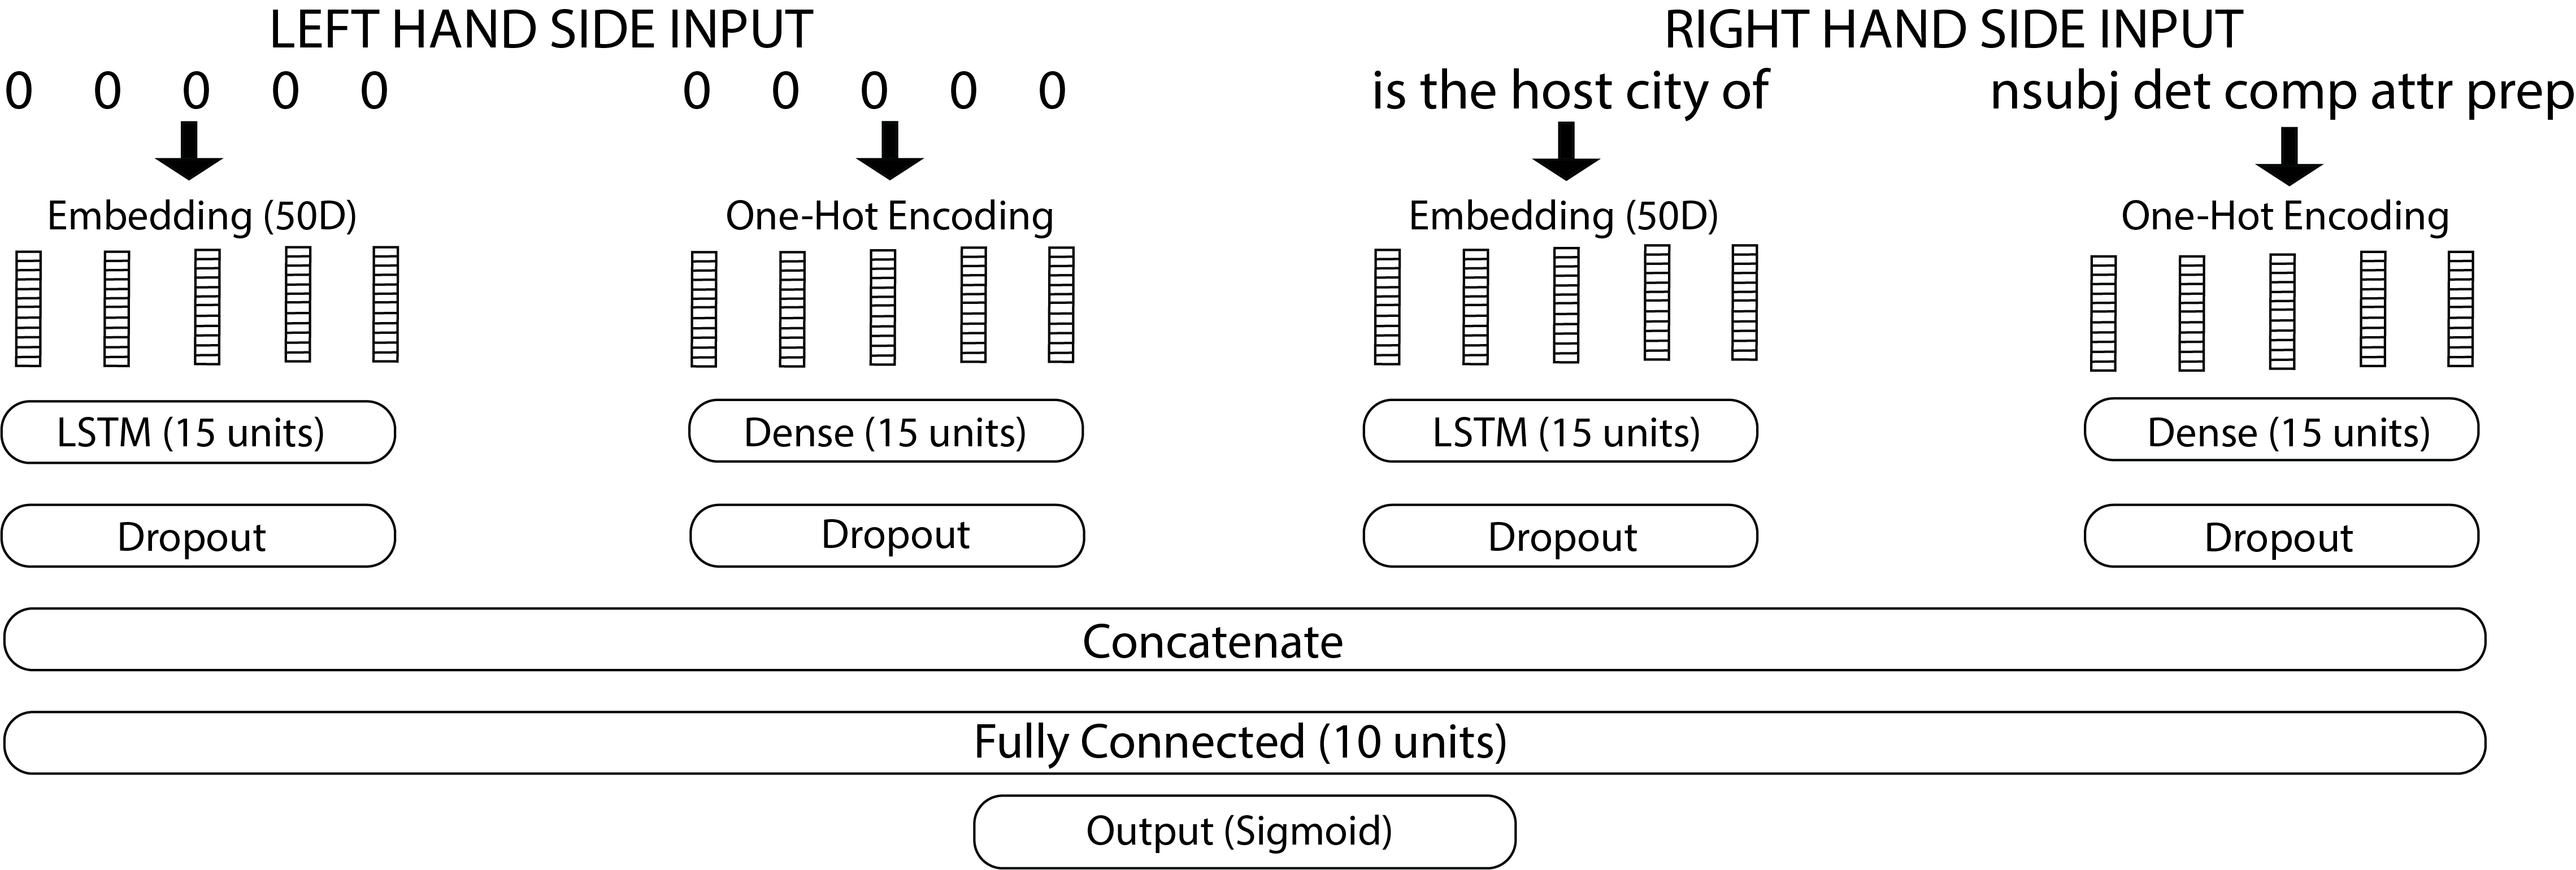 LEFT HAND SIDE INPUT RIGHT HAND SIDE INPUT
0 0 0 0 0 0 0 0 0 0 is the host city of nsubj det comp attr prep
Embedding (50D) One-Hot Encoding Embedding (50D) One-Hot Encoding
LSTM (15 units) Dense (15 units) LSTM (15 units) Dense (15 units)
Dropout Dropout Dropout Dropout
Concatenate
Fully Connected (10 units)
Output (Sigmoid)